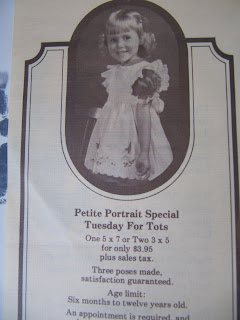 Petite Portrait Special
Tuesday For Tots
One 5 x 7 or Two 3 x 5
for only $3.95
plus sales tax.
Three poses made,
satisfaction guaranteed.
Age limit:
Six months to twelve years old.
An appointment is required, and